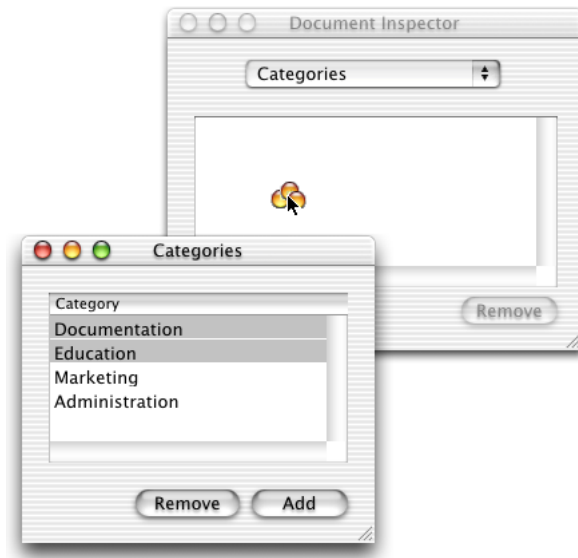 Document Inspector
Categories
Remove
Categories
Category
Documentation
Education
Marketing
Administration
Remove
Add